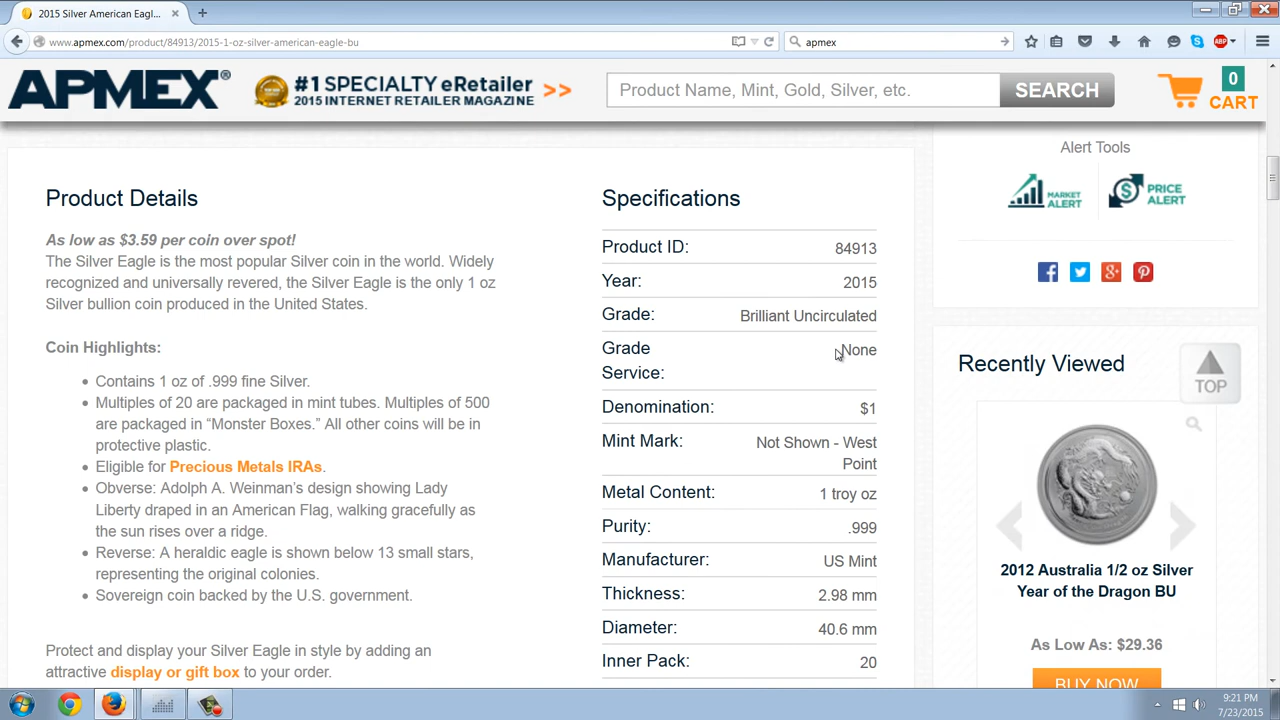 2015 Silver American Eagl...
www.apmex.com/product/84913/2015-1-oz-silver-american-eagle-bu
apmex
ABP
APMEX®
#1 SPECIALTY eRetailer
2015 INTERNET RETAILER MAGAZINE
>>
Product Name, Mint, Gold, Silver, etc.
SEARCH
0
CART
Product Details
As low as $3.59 per coin over spot!
The Silver Eagle is the most popular Silver coin in the world. Widely
recognized and universally revered, the Silver Eagle is the only 1 oz
Silver bullion coin produced in the United States.
Coin Highlights:
Contains 1 oz of .999 fine Silver.
Multiples of 20 are packaged in mint tubes. Multiples of 500
are packaged in “Monster Boxes.” All other coins will be in
protective plastic.
Eligible for Precious Metals IRAs.
Obverse: Adolph A. Weinman’s design showing Lady
Liberty draped in an American Flag, walking gracefully as
the sun rises over a ridge.
Reverse: A heraldic eagle is shown below 13 small stars,
representing the original colonies.
Sovereign coin backed by the U.S. government.
Protect and display your Silver Eagle in style by adding an
attractive display or gift box to your order.
Specifications
Product ID: 84913
Year: 2015
Grade: Brilliant Uncirculated
Grade None
Service:
Denomination: $1
Mint Mark: Not Shown - West
Point
Metal Content: 1 troy oz
Purity: .999
Manufacturer: US Mint
Thickness: 2.98 mm
Diameter: 40.6 mm
Inner Pack: 20
Alert Tools
MARKET
ALERT
PRICE
ALERT
Recently Viewed
TOP
2012 Australia 1/2 oz Silver
Year of the Dragon BU
As Low As: $29.36
BUY NOW
9:21 PM
7/23/2015